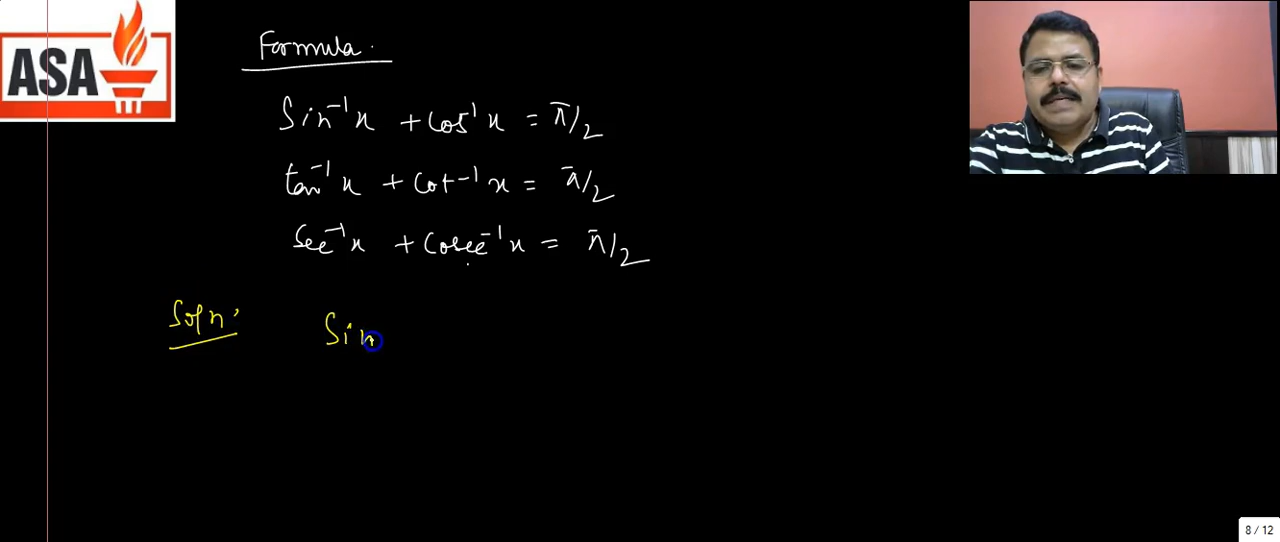 ASA
Formula.
Sin⁻¹x + cos⁻¹x = π/2
tan⁻¹x + cot⁻¹x = π/2
Sec⁻¹x + Cosec⁻¹x = π/2
Soln:
Sin
8 / 12